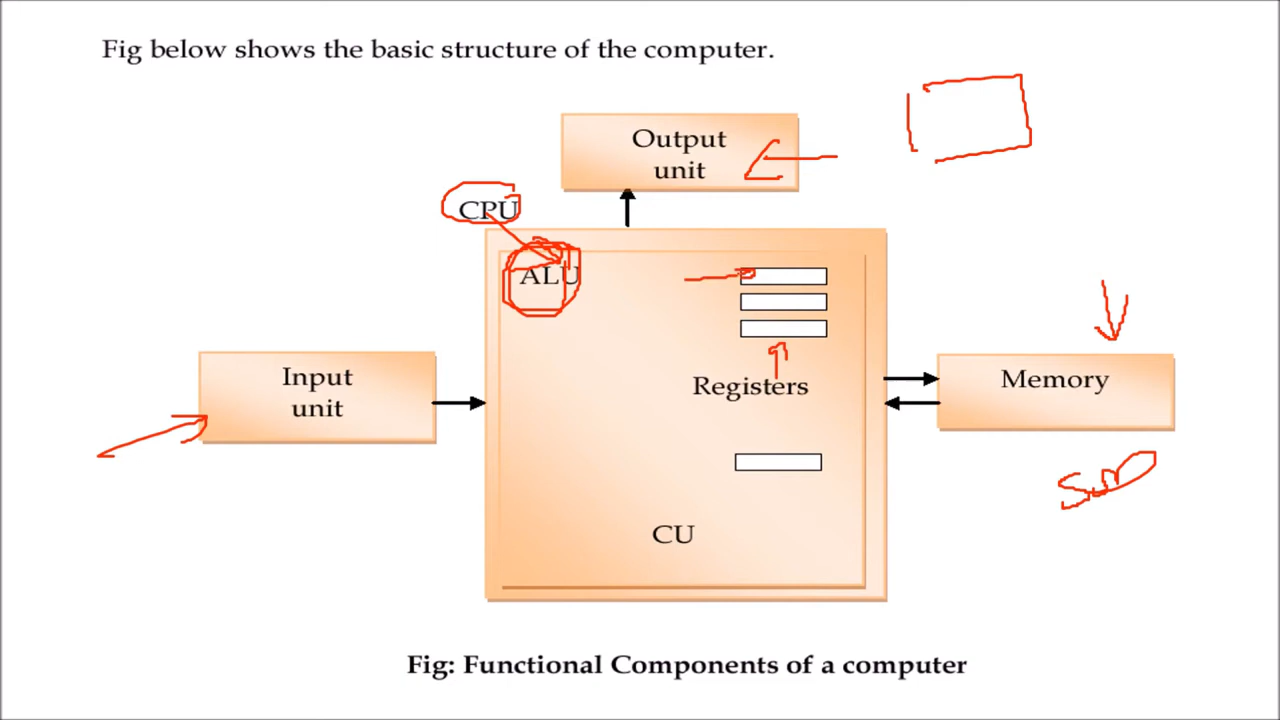 Fig below shows the basic structure of the computer.
Output
unit
CPU
ALU
Input
unit
Registers
Memory
CU
Fig: Functional Components of a computer